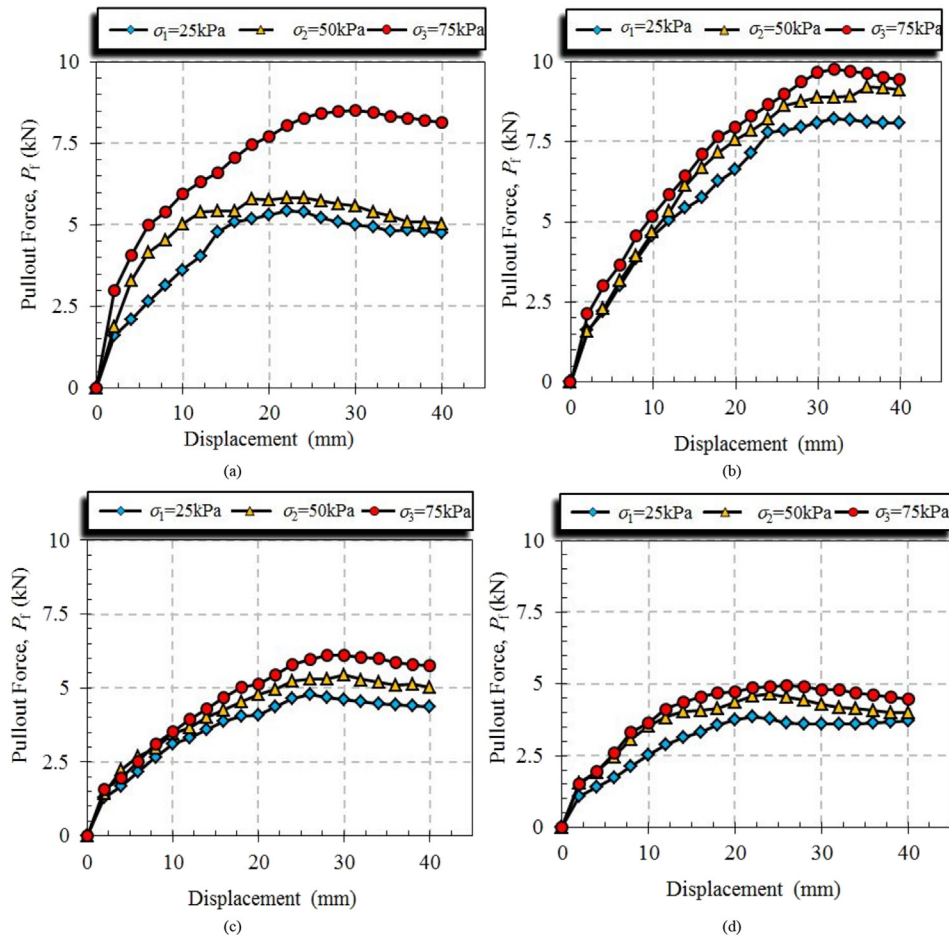 σ1=25kPa σ2=50kPa σ3=75kPa
10
7.5
5
2.5
0
Pullout Force, Pf (kN)
0 10 20 30 40
Displacement (mm)
(a)
σ1=25kPa σ2=50kPa σ3=75kPa
10
7.5
5
2.5
0
Pullout Force, Pf (kN)
0 10 20 30 40
Displacement (mm)
(b)
σ1=25kPa σ2=50kPa σ3=75kPa
10
7.5
5
2.5
0
Pullout Force, Pf (kN)
0 10 20 30 40
Displacement (mm)
(c)
σ1=25kPa σ2=50kPa σ3=75kPa
10
7.5
5
2.5
0
Pullout Force, Pf (kN)
0 10 20 30 40
Displacement (mm)
(d)